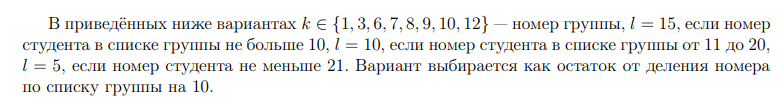 В приведённых ниже вариантах k ∈ {1, 3, 6, 7, 8, 9, 10, 12} — номер группы, l = 15, если номер
студента в списке группы не больше 10, l = 10, если номер студента в списке группы от 11 до 20,
l = 5, если номер студента не меньше 21. Вариант выбирается как остаток от деления номера
по списку группы на 10.